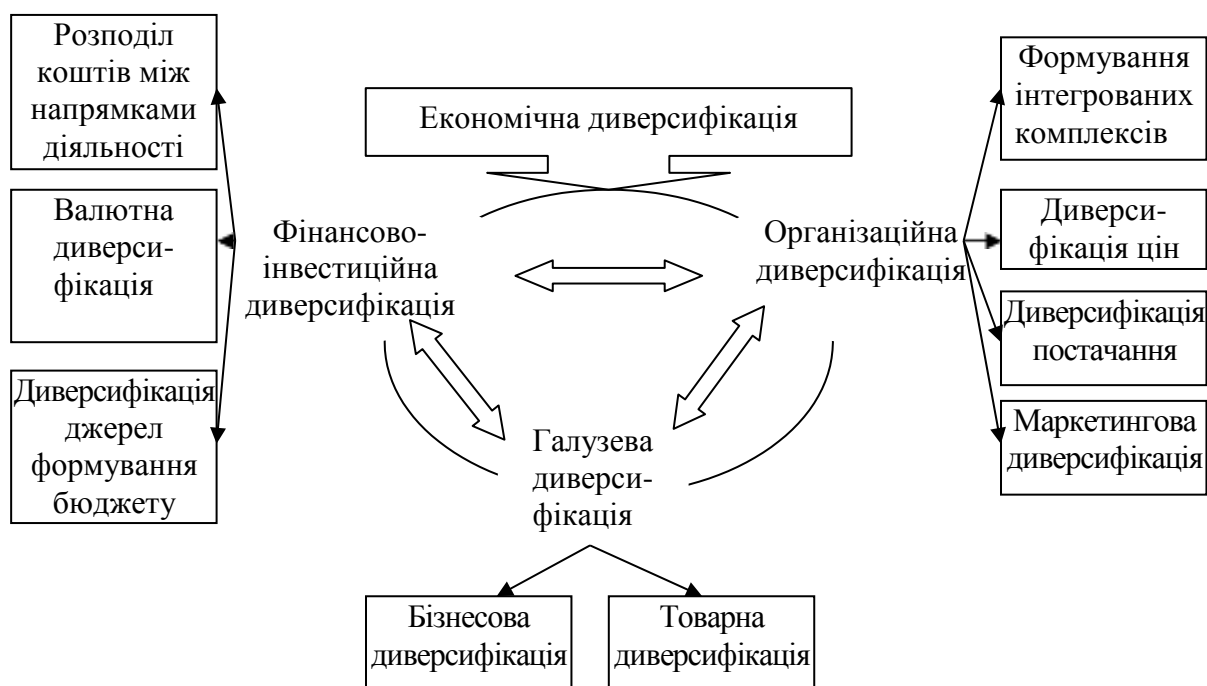 Розподіл
коштів між
напрямками
діяльності
Валютна
диверси-
фікація
Диверсифікація
джерел
формування
бюджету
Економічна диверсифікація
Фінансово-
інвестиційна
диверсифікація
Організаційна
диверсифікація
Галузева
диверси-
фікація
Бізнесова
диверсифікація
Товарна
диверсифікація
Формування
інтегрованих
комплексів
Диверси-
фікація цін
Диверсифікація
постачання
Маркетингова
диверсифікація